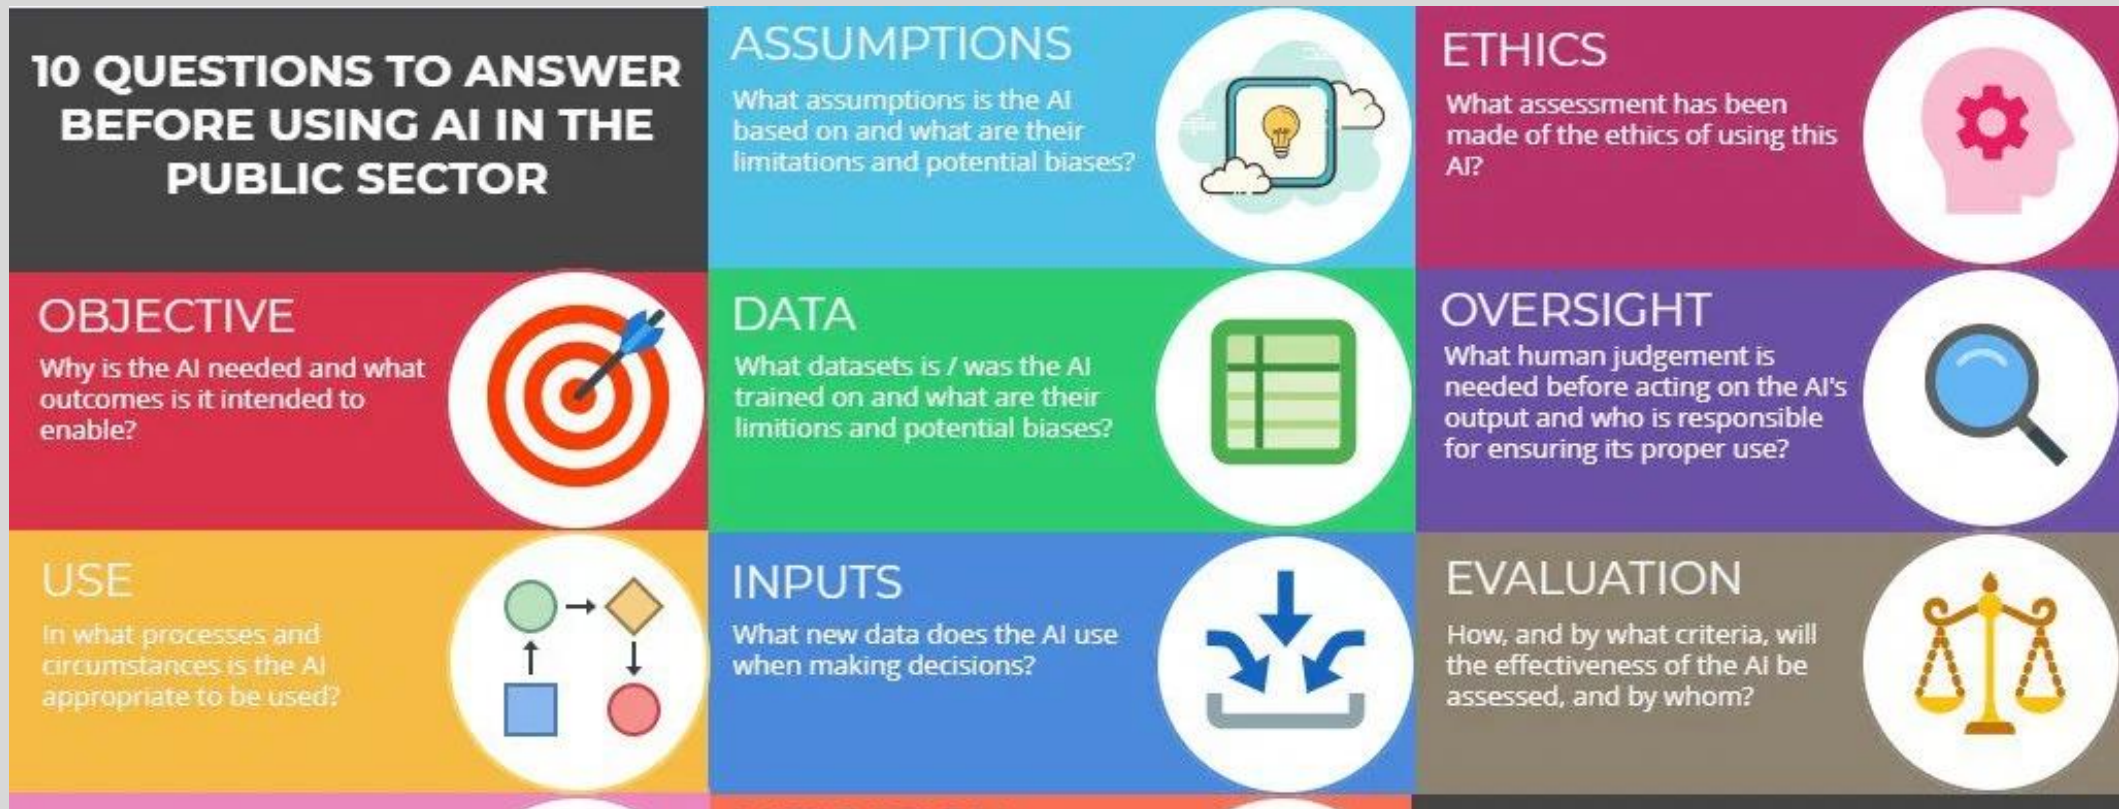 10 QUESTIONS TO ANSWER
BEFORE USING AI IN THE
PUBLIC SECTOR
OBJECTIVE
Why is the AI needed and what
outcomes is it intended to
enable?
USE
In what processes and
circumstances is the AI
appropriate to be used?
ASSUMPTIONS
What assumptions is the AI
based on and what are their
limitations and potential biases?
DATA
What datasets is / was the AI
trained on and what are their
limitions and potential biases?
INPUTS
What new data does the AI use
when making decisions?
ETHICS
What assessment has been
made of the ethics of using this
AI?
OVERSIGHT
What human judgement is
needed before acting on the AI's
output and who is responsible
for ensuring its proper use?
EVALUATION
How, and by what criteria, will
the effectiveness of the AI be
assessed, and by whom?